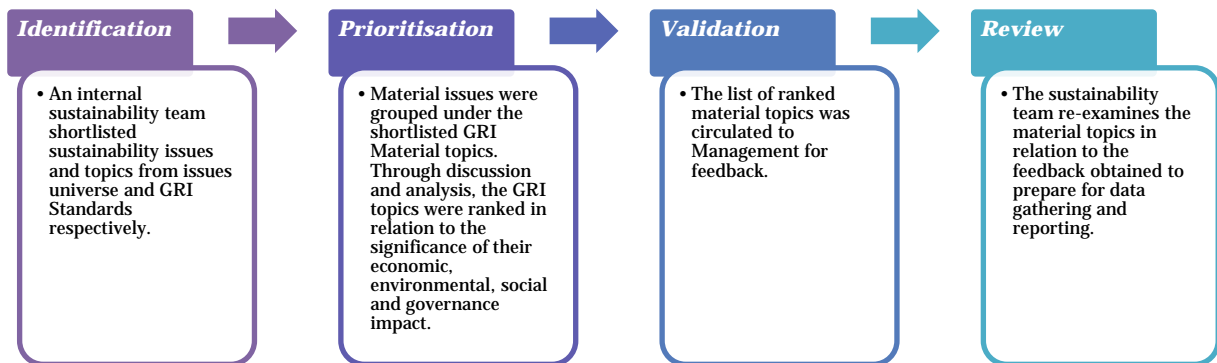 Identification
• An internal
sustainability team
shortlisted
sustainability issues
and topics from issues
universe and GRI
Standards
respectively.
Prioritisation
• Material issues were
grouped under the
shortlisted GRI
Material topics.
Through discussion
and analysis, the GRI
topics were ranked in
relation to the
significance of their
economic,
environmental, social
and governance
impact.
Validation
• The list of ranked
material topics was
circulated to
Management for
feedback.
Review
• The sustainability
team re-examines the
material topics in
relation to the
feedback obtained to
prepare for data
gathering and
reporting.